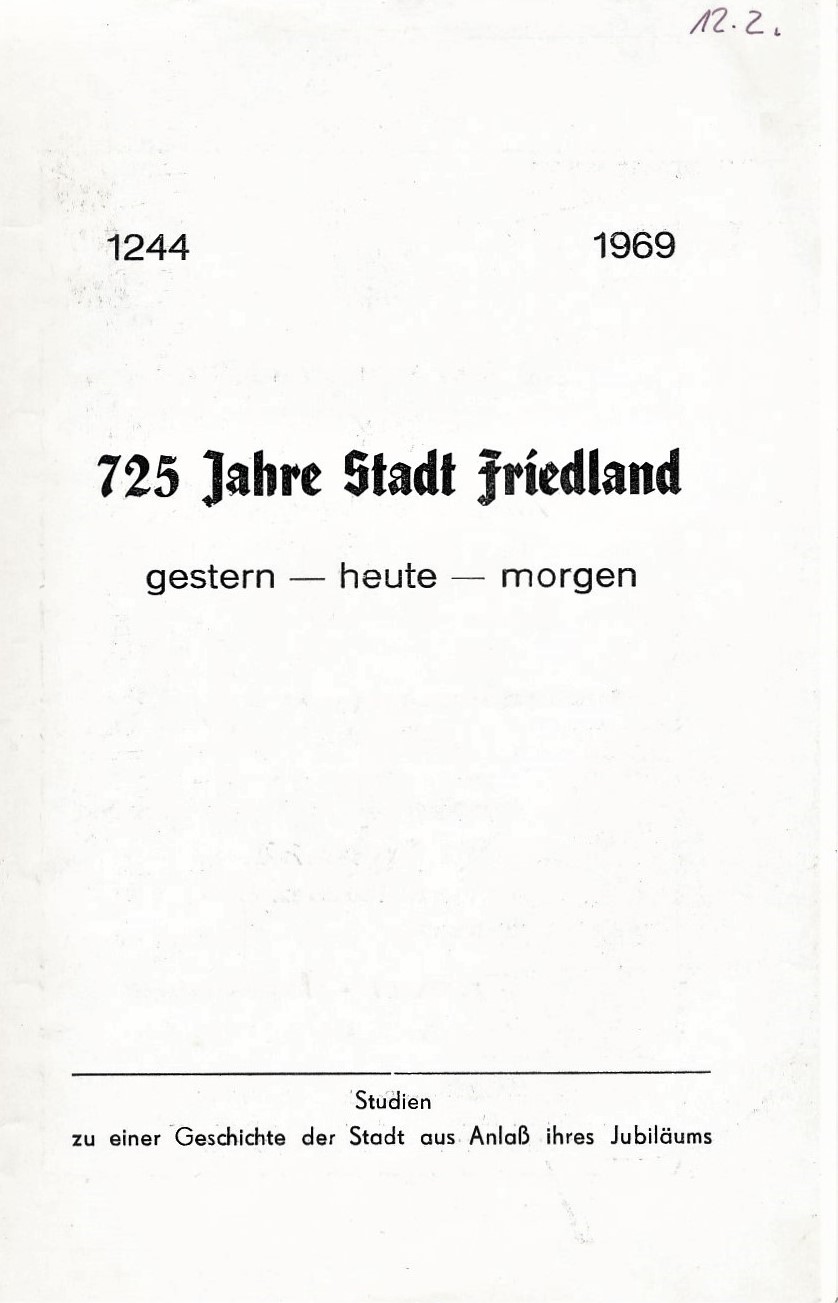 12.2.
1244 1969
725 Jahre Stadt Friedland
gestern — heute — morgen
Studien
zu einer Geschichte der Stadt aus Anlaß ihres Jubiläums